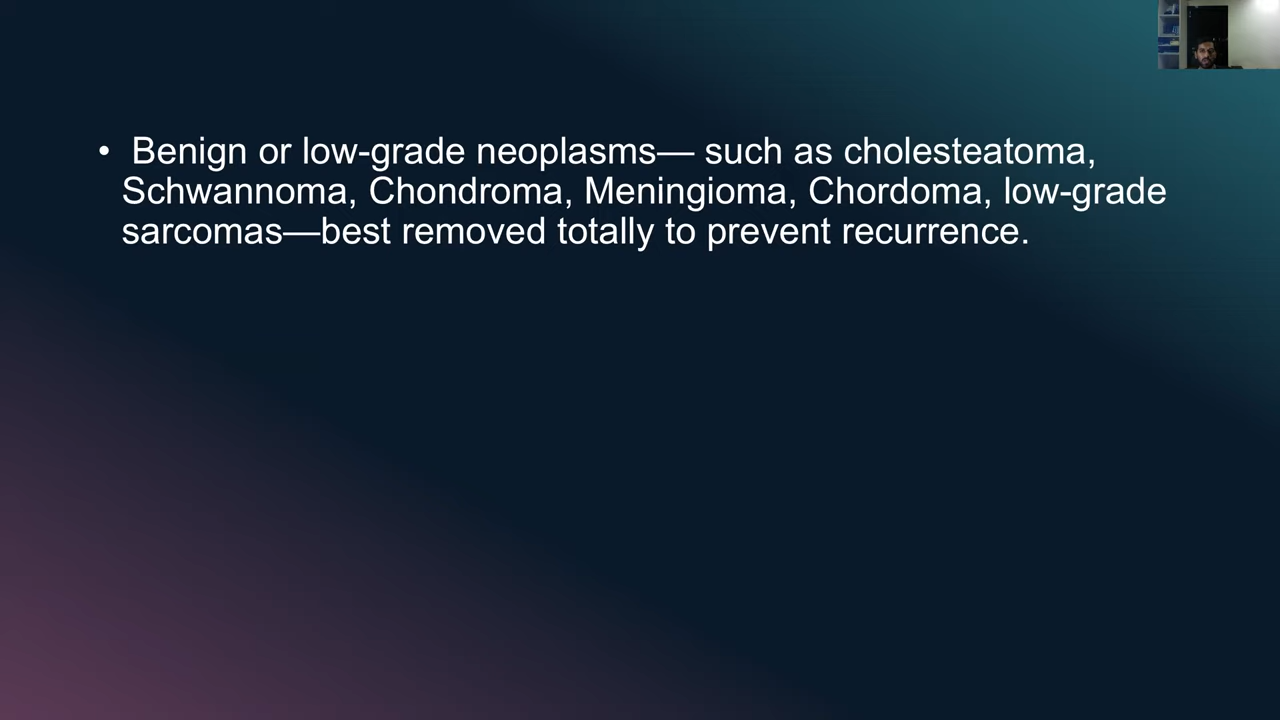 • Benign or low-grade neoplasms— such as cholesteatoma,
Schwannoma, Chondroma, Meningioma, Chordoma, low-grade
sarcomas—best removed totally to prevent recurrence.